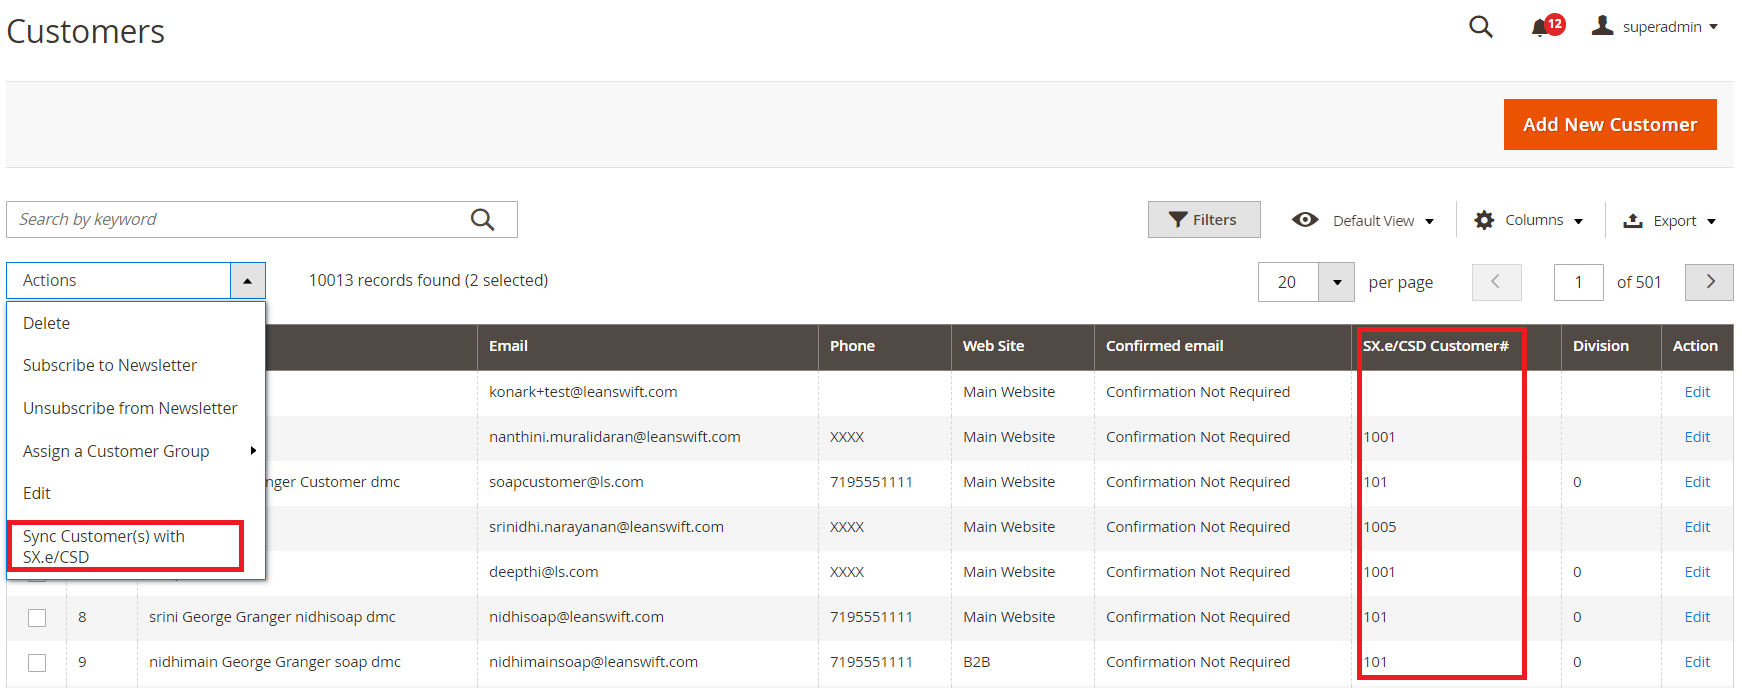 Customers
12
superadmin
Add New Customer
Search by keyword
Filters
Default View
Columns
Export
Actions
10013 records found (2 selected)
20
per page
1
of 501
Delete
Subscribe to Newsletter
Unsubscribe from Newsletter
Assign a Customer Group
Edit
Sync Customer(s) with
SX.e/CSD
Email Phone Web Site Confirmed email SX.e/CSD Customer# Division Action
konark+test@leanswift.com Main Website Confirmation Not Required Edit
nanthini.muralidaran@leanswift.com XXXX Main Website Confirmation Not Required 1001 Edit
nger Customer dmc soapcustomer@ls.com 7195551111 Main Website Confirmation Not Required 101 0 Edit
srinidhi.narayanan@leanswift.com XXXX Main Website Confirmation Not Required 1005 Edit
deepthi@ls.com XXXX Main Website Confirmation Not Required 1001 0 Edit
8 srini George Granger nidhisoap dmc nidhisoap@leanswift.com 7195551111 Main Website Confirmation Not Required 101 0 Edit
9 nidhimain George Granger soap dmc nidhimainsoap@leanswift.com 7195551111 B2B Confirmation Not Required 101 0 Edit